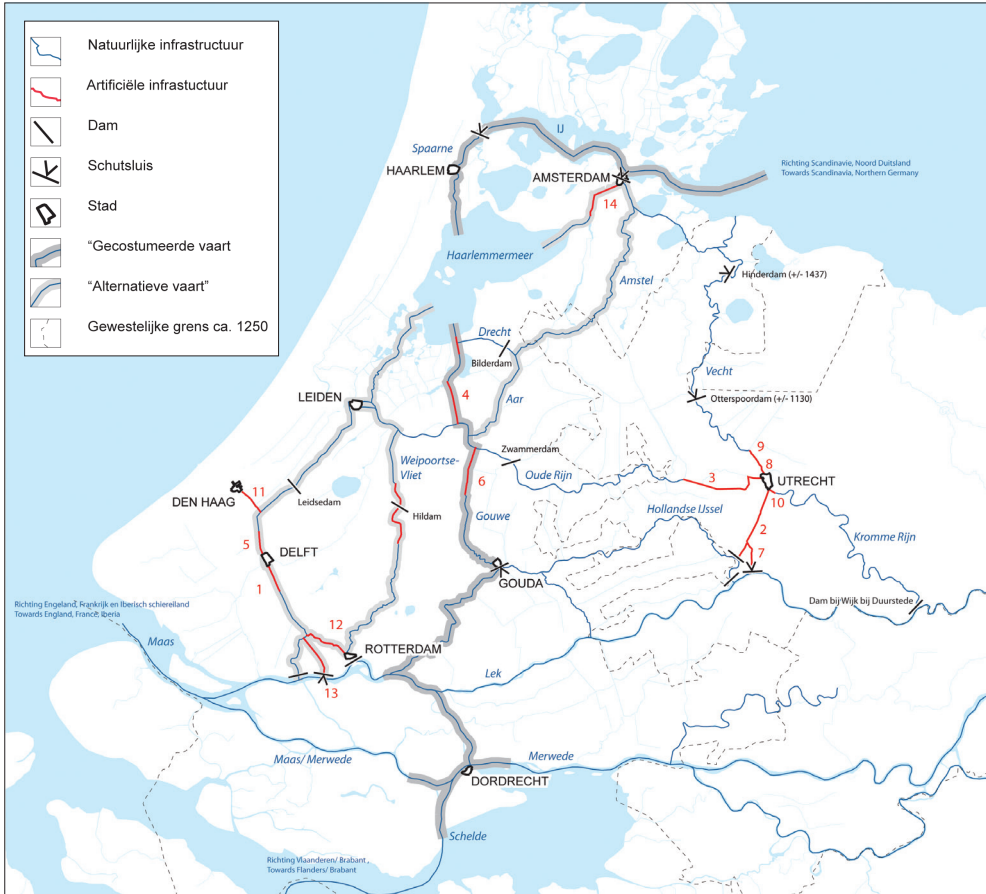 Natuurlijke infrastructuur
Artificiële infrastuctuur
Dam
Schutsluis
Stad
“Gecostumeerde vaart
“Alternatieve vaart”
Gewestelijke grens ca. 1250
IJ
Spaarne
HAARLEM
AMSTERDAM
Richting Scandinavie, Noord Duitsland
Towards Scandinavia, Northern Germany
14
Haarlemmermeer
Amstel
Hinderdam (+/- 1437)
Drecht
Bilderdam
Vecht
4
Aar
Otterspoordam (+/- 1130)
LEIDEN
Zwammerdam
9
Weipoortse-
Vliet
8
Oude Rijn
3
UTRECHT
6
11
DEN HAAG
Leidsedam
10
Hildam
Gouwe
Hollandse IJssel
2
5
Kromme Rijn
DELFT
7
GOUDA
1
Dam bij Wijk bij Duurstede
Richting Engeland, Frankrijk en Iberisch schiereiland
Towards England, France, Iberia
12
Maas
ROTTERDAM
Lek
13
Maas/ Merwede
Merwede
DORDRECHT
Schelde
Richting Vlaanderen/ Brabant ,
Towards Flanders/ Brabant